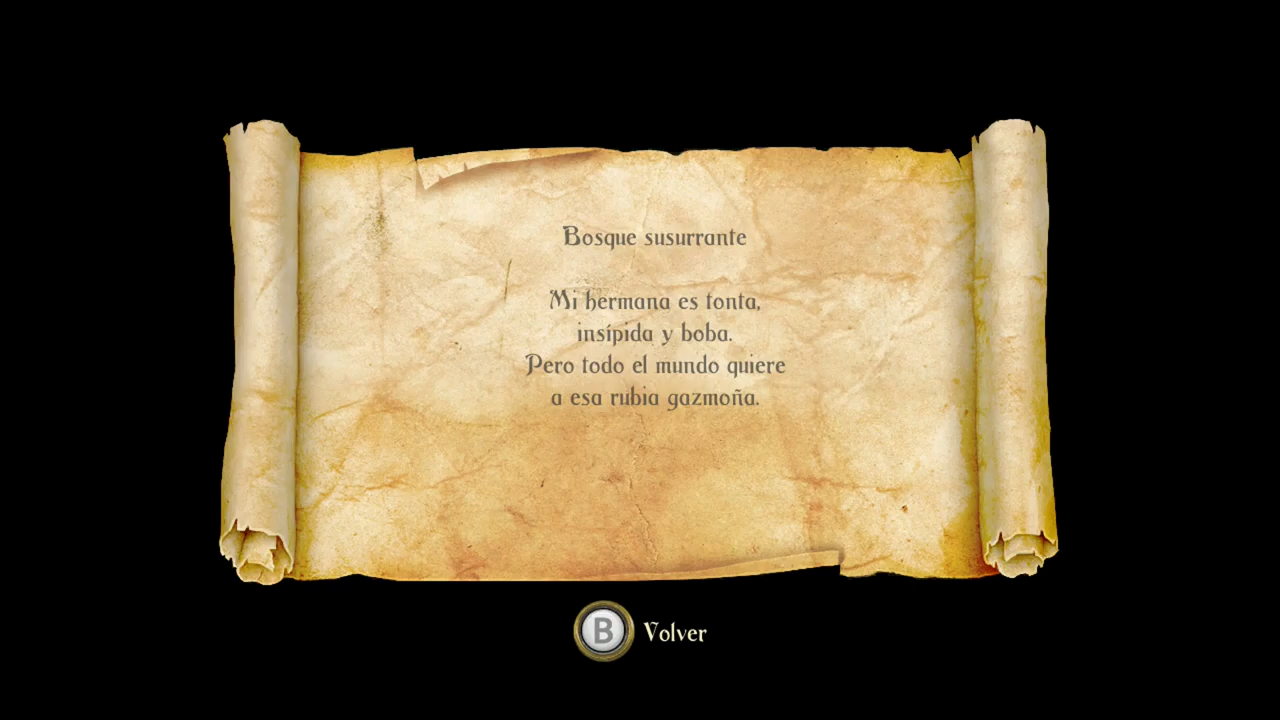 Bosque susurrante
Mi hermana es tonta,
insípida y boba.
Pero todo el mundo quiere
a esa rubia gazmoña.
B Volver